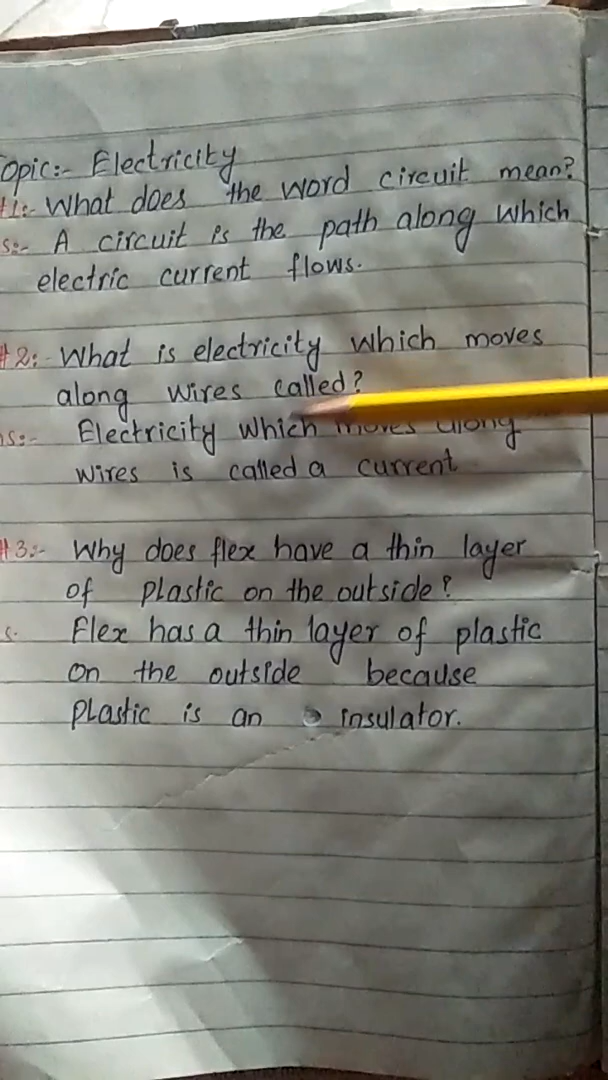 opic:- Electricity
#1:- What does the word circuit mean?
s:- A circuit is the path along which
electric current flows.
#2:- What is electricity which moves
along wires called?
ns:- Electricity which moves along
wires is called a current
#3:- Why does flex have a thin layer
of plastic on the outside?
s. Flex has a thin layer of plastic
on the outside because
plastic is an insulator.